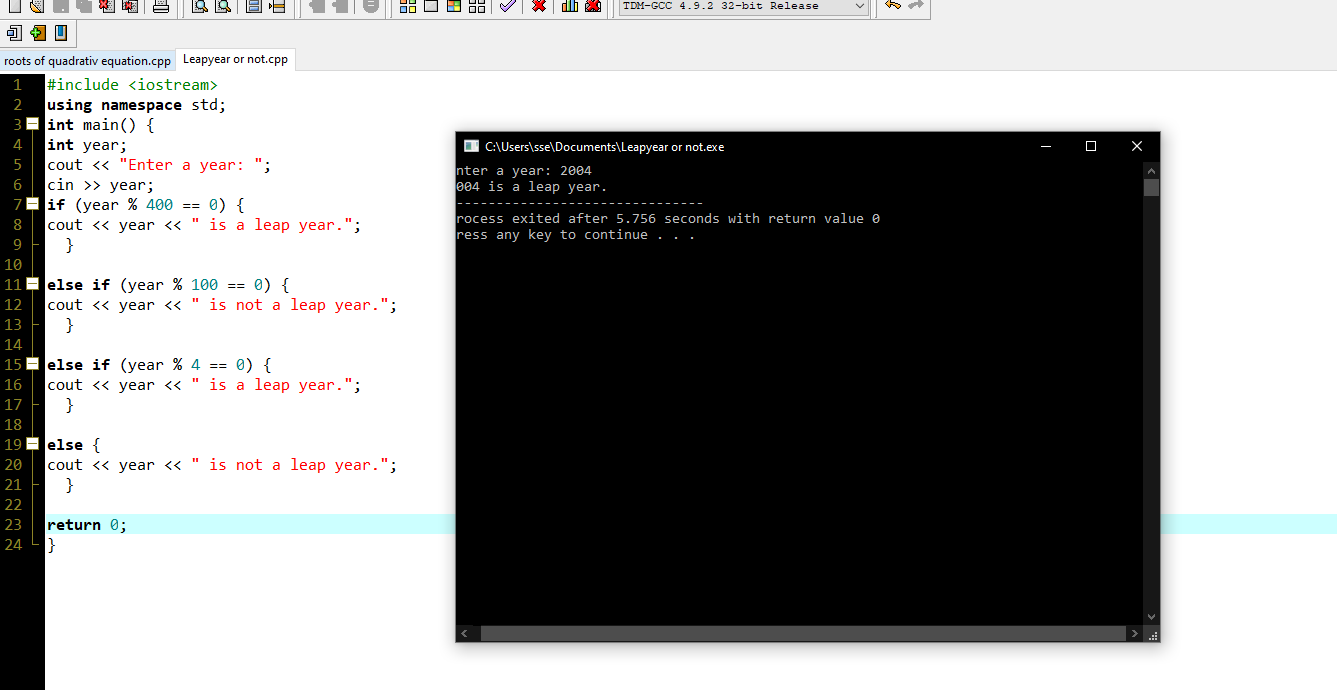 TDM-GCC 4.9.2 32-bit Release
roots of quadrativ equation.cpp
Leapyear or not.cpp
1 #include <iostream>
2 using namespace std;
3 int main() {
4 int year;
5 cout << "Enter a year: ";
6 cin >> year;
7 if (year % 400 == 0) {
8 cout << year << " is a leap year.";
9 }
10
11 else if (year % 100 == 0) {
12 cout << year << " is not a leap year.";
13 }
14
15 else if (year % 4 == 0) {
16 cout << year << " is a leap year.";
17 }
18
19 else {
20 cout << year << " is not a leap year.";
21 }
22
23 return 0;
24 }
C:\Users\sse\Documents\Leapyear or not.exe
nter a year: 2004
004 is a leap year.
-------------------------------
rocess exited after 5.756 seconds with return value 0
ress any key to continue . . .